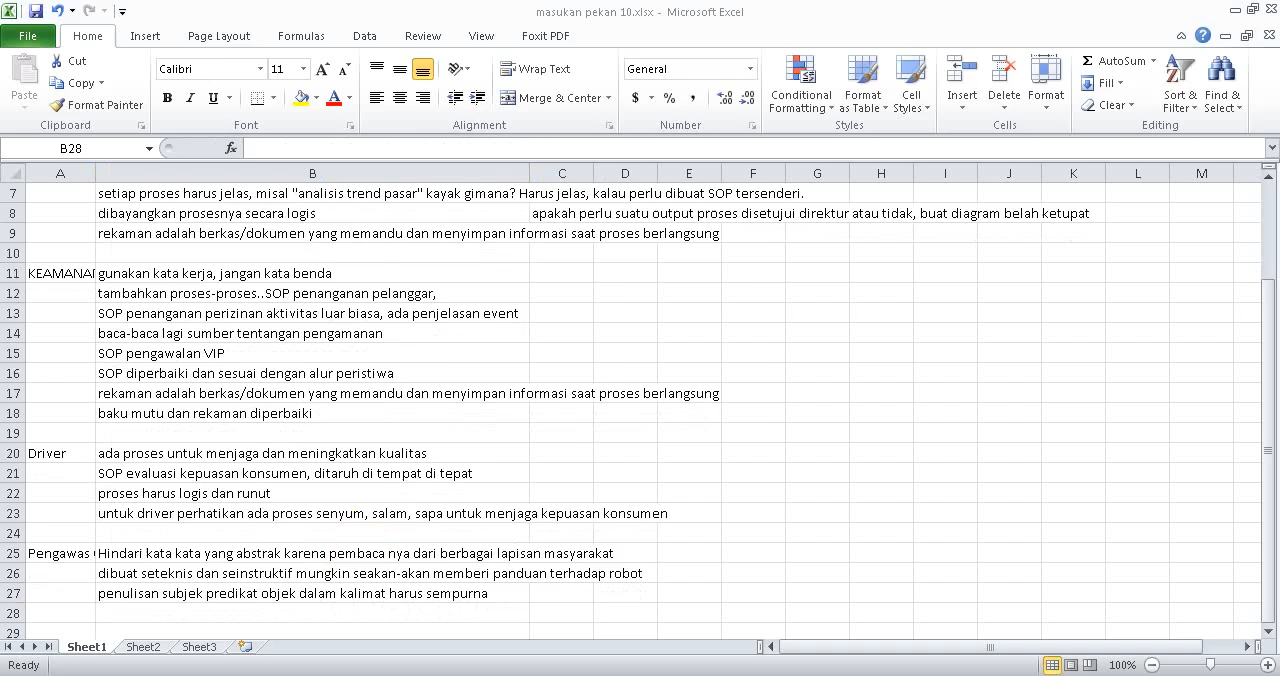 masukan pekan 10.xlsx - Microsoft Excel
File Home Insert Page Layout Formulas Data Review View Foxit PDF
Paste Cut Copy Format Painter Clipboard
Calibri 11 B I U A Font
Wrap Text Merge & Center Alignment
General $ % , Number
Conditional Formatting Format as Table Cell Styles Styles
Insert Delete Format Cells
Σ AutoSum Fill Clear Sort & Filter Find & Select Editing
B28 fx
A B C D E F G H I J K L M
7 setiap proses harus jelas, misal "analisis trend pasar" kayak gimana? Harus jelas, kalau perlu dibuat SOP tersenderi.
8 dibayangkan prosesnya secara logis apakah perlu suatu output proses disetujui direktur atau tidak, buat diagram belah ketupat
9 rekaman adalah berkas/dokumen yang memandu dan menyimpan informasi saat proses berlangsung
10
11 KEAMANAN gunakan kata kerja, jangan kata benda
12 tambahkan proses-proses..SOP penanganan pelanggar,
13 SOP penanganan perizinan aktivitas luar biasa, ada penjelasan event
14 baca-baca lagi sumber tentangan pengamanan
15 SOP pengawalan VIP
16 SOP diperbaiki dan sesuai dengan alur peristiwa
17 rekaman adalah berkas/dokumen yang memandu dan menyimpan informasi saat proses berlangsung
18 baku mutu dan rekaman diperbaiki
19
20 Driver ada proses untuk menjaga dan meningkatkan kualitas
21 SOP evaluasi kepuasan konsumen, ditaruh di tempat di tepat
22 proses harus logis dan runut
23 untuk driver perhatikan ada proses senyum, salam, sapa untuk menjaga kepuasan konsumen
24
25 Pengawas Hindari kata kata yang abstrak karena pembaca nya dari berbagai lapisan masyarakat
26 dibuat seteknis dan seinstruktif mungkin seakan-akan memberi panduan terhadap robot
27 penulisan subjek predikat objek dalam kalimat harus sempurna
28
29
Sheet1 Sheet2 Sheet3
Ready 100%